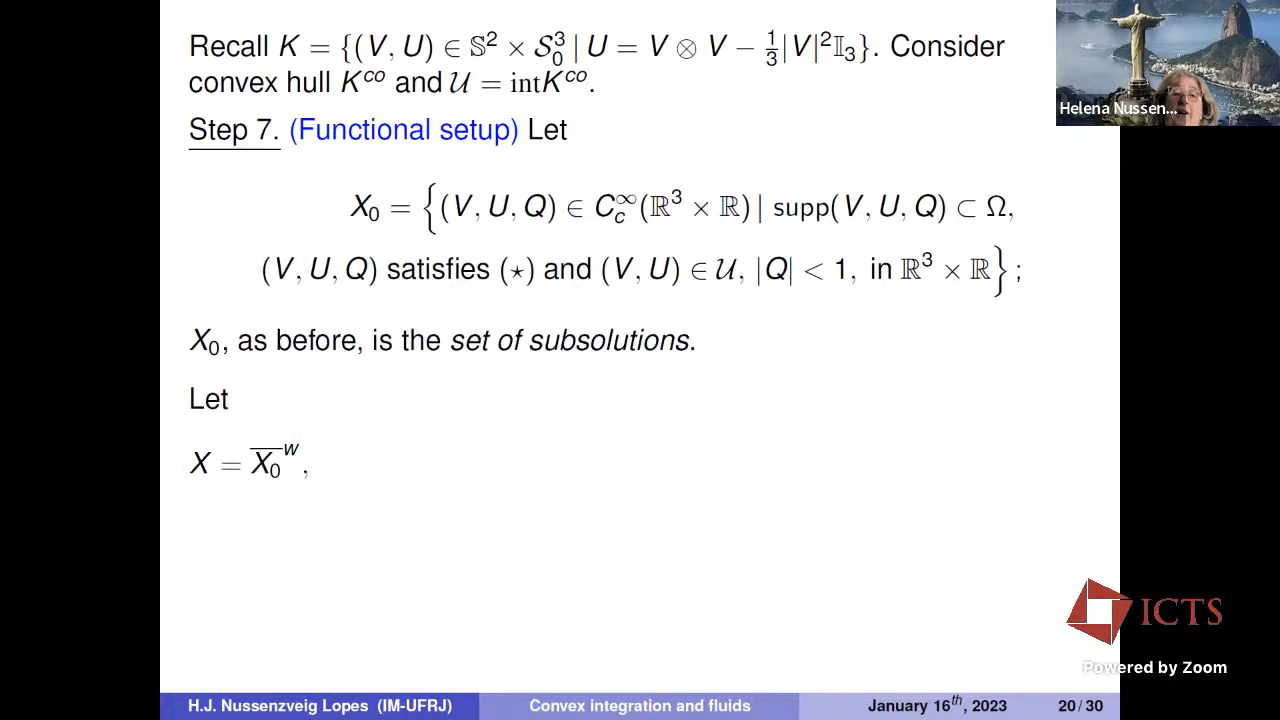 Recall K = {(V, U) ∈ 𝕊² × 𝒮₀³ | U = V ⊗ V − ⅓|V|²𝕀₃}. Consider
convex hull K^co and 𝒰 = intK^co.
Helena Nussen...
Step 7. (Functional setup) Let
X₀ = {(V, U, Q) ∈ C_c^∞(ℝ³ × ℝ) | supp(V, U, Q) ⊂ Ω,
(V, U, Q) satisfies (⋆) and (V, U) ∈ 𝒰, |Q| < 1, in ℝ³ × ℝ} ;
X₀, as before, is the set of subsolutions.
Let
X = \overline{X₀}^w,
ICTS
Powered by Zoom
H.J. Nussenzveig Lopes (IM-UFRJ) Convex integration and fluids January 16th, 2023 20 / 30